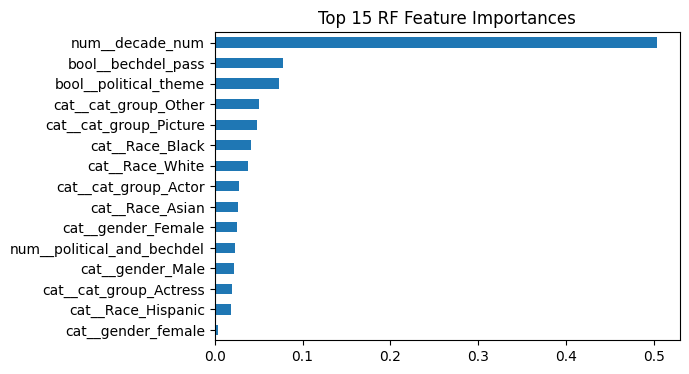 Top 15 RF Feature Importances
num__decade_num
bool__bechdel_pass
bool__political_theme
cat__cat_group_Other
cat__cat_group_Picture
cat__Race_Black
cat__Race_White
cat__cat_group_Actor
cat__Race_Asian
cat__gender_Female
num__political_and_bechdel
cat__gender_Male
cat__cat_group_Actress
cat__Race_Hispanic
cat__gender_female
0.0 0.1 0.2 0.3 0.4 0.5